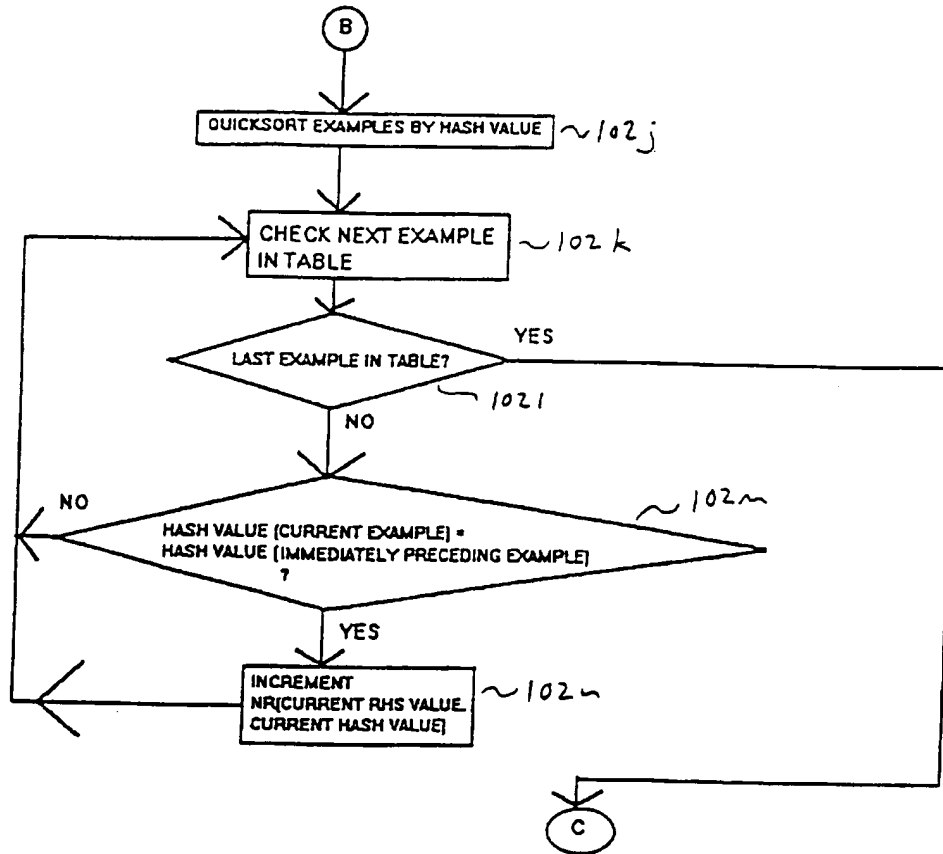 B
QUICKSORT EXAMPLES BY HASH VALUE
~102j
CHECK NEXT EXAMPLE
IN TABLE
~102k
LAST EXAMPLE IN TABLE?
YES
~102l
NO
HASH VALUE [CURRENT EXAMPLE] =
HASH VALUE [IMMEDIATELY PRECEDING EXAMPLE]
?
~102m
NO
YES
INCREMENT
NR[CURRENT RHS VALUE,
CURRENT HASH VALUE]
~102n
C